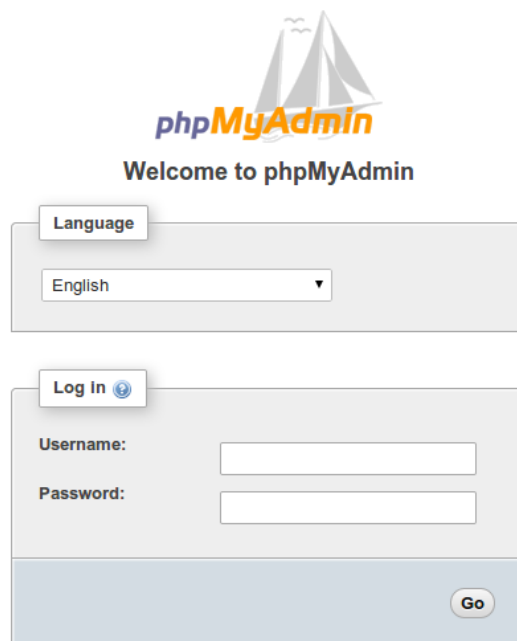 phpMyAdmin
Welcome to phpMyAdmin
Language
English
Log in
Username:
Password:
Go